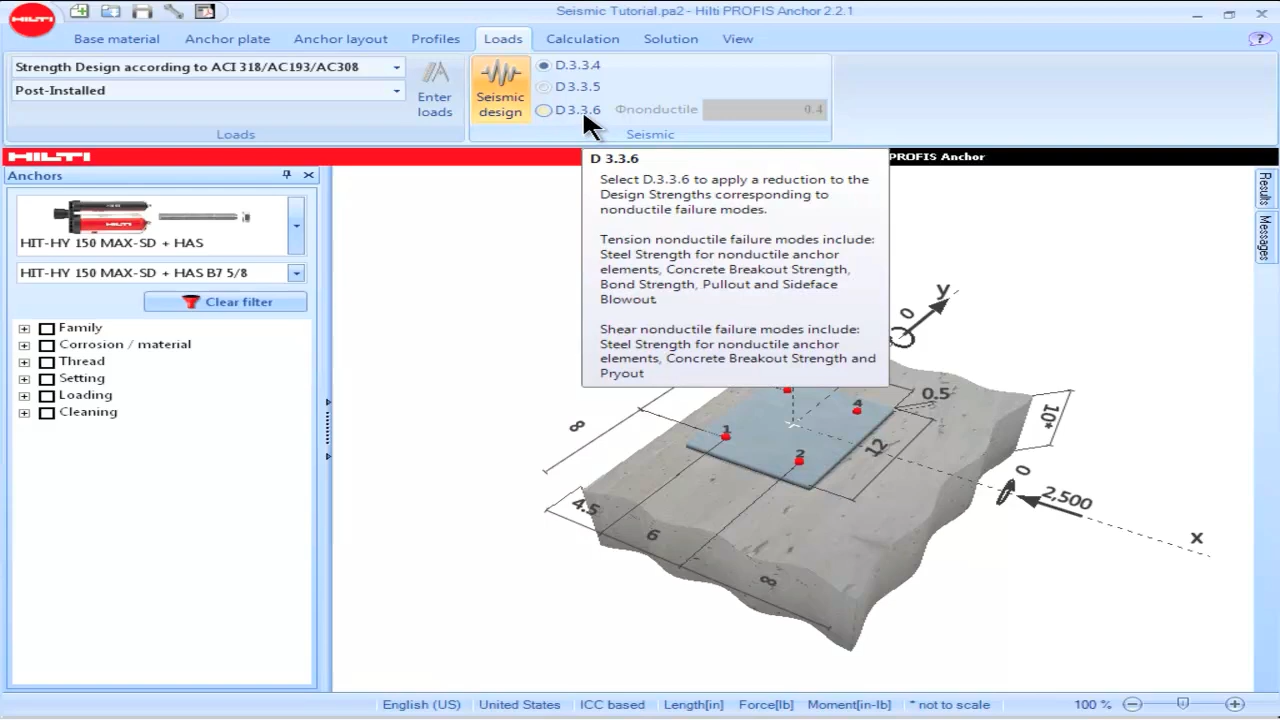 HILTI
Seismic Tutorial.pa2 - Hilti PROFIS Anchor 2.2.1
Base material
Anchor plate
Anchor layout
Profiles
Loads
Calculation
Solution
View
?
Strength Design according to ACI 318/AC193/AC308
Post-Installed
Enter
loads
Loads
Seismic
design
D.3.3.4
D.3.3.5
D 3.3.6
Φnonductile
0.4
Seismic
HILTI
PROFIS Anchor
Anchors
HIT-HY 150 MAX-SD + HAS
HIT-HY 150 MAX-SD + HAS B7 5/8
Clear filter
Family
Corrosion / material
Thread
Setting
Loading
Cleaning
D 3.3.6
Select D.3.3.6 to apply a reduction to the
Design Strengths corresponding to
nonductile failure modes.
Tension nonductile failure modes include:
Steel Strength for nonductile anchor
elements, Concrete Breakout Strength,
Bond Strength, Pullout and Sideface
Blowout.
Shear nonductile failure modes include:
Steel Strength for nonductile anchor
elements, Concrete Breakout Strength and
Pryout
Results
Messages
y
0
0.5
10*
4
1
2
12
8
0
2,500
x
4.5
6
8
English (US)
United States
ICC based
Length[in]
Force[lb]
Moment[in-lb]
* not to scale
100 %